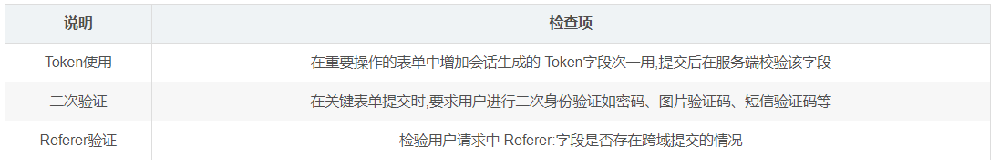 说明 检查项
Token使用 在重要操作的表单中增加会话生成的 Token字段次一用,提交后在服务端校验该字段
二次验证 在关键表单提交时,要求用户进行二次身份验证如密码、图片验证码、短信验证码等
Referer验证 检验用户请求中 Referer:字段是否存在跨域提交的情况